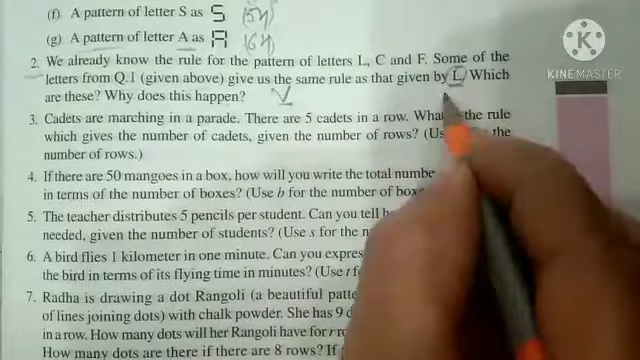 (f) A pattern of letter S as S (5n)
(g) A pattern of letter A as A (6n)
2. We already know the rule for the pattern of letters L, C and F. Some of the
letters from Q.1 (given above) give us the same rule as that given by L. Which
are these? Why does this happen? V
3. Cadets are marching in a parade. There are 5 cadets in a row. What the rule
which gives the number of cadets, given the number of rows? (Us the
number of rows.)
4. If there are 50 mangoes in a box, how will you write the total numbe
in terms of the number of boxes? (Use b for the number of boxe
5. The teacher distributes 5 pencils per student. Can you tell
needed, given the number of students? (Use s for the n
6. A bird flies 1 kilometer in one minute. Can you expres
the bird in terms of its flying time in minutes? (Use t f
7. Radha is drawing a dot Rangoli (a beautiful patte
of lines joining dots) with chalk powder. She has 9 d
in a row. How many dots will her Rangoli have for r ro
How many dots are there if there are 8 rows? If
K
KINEMASTER